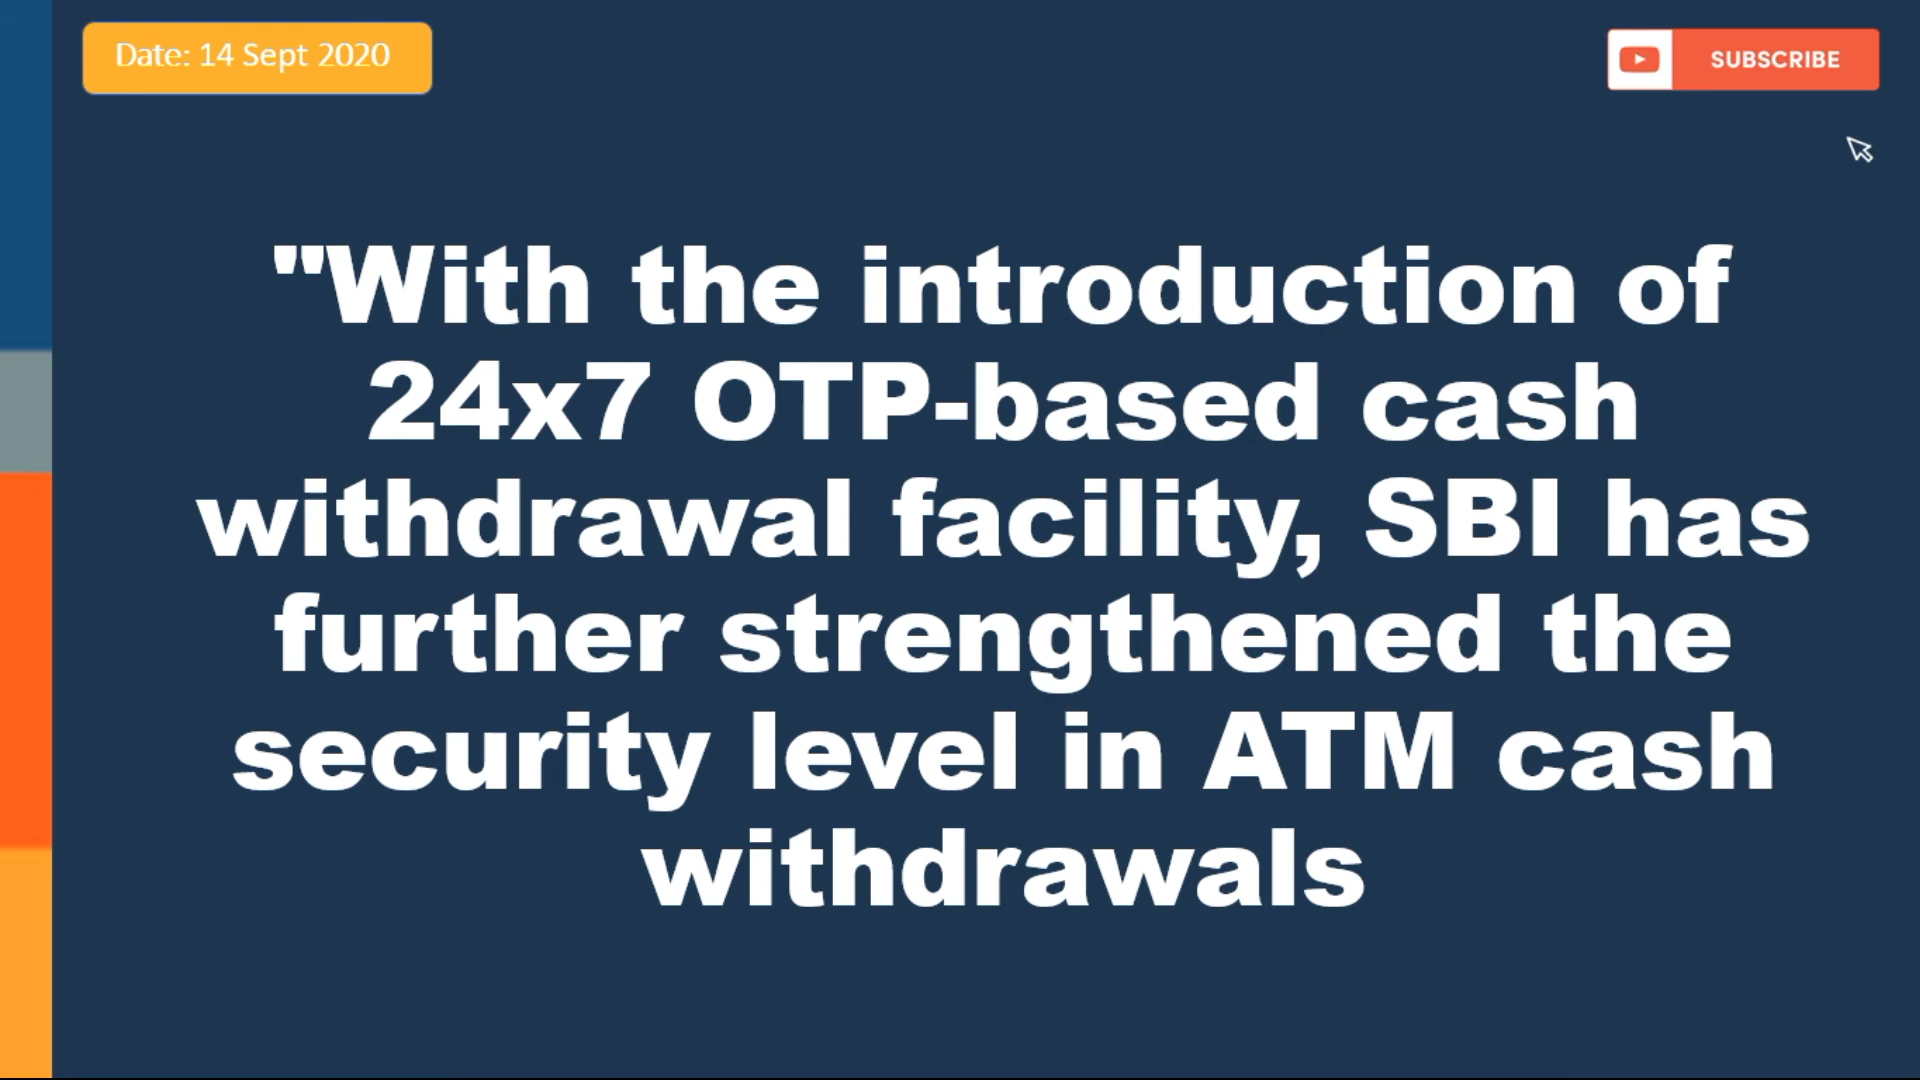 Date: 14 Sept 2020
SUBSCRIBE
"With the introduction of
24x7 OTP-based cash
withdrawal facility, SBI has
further strengthened the
security level in ATM cash
withdrawals